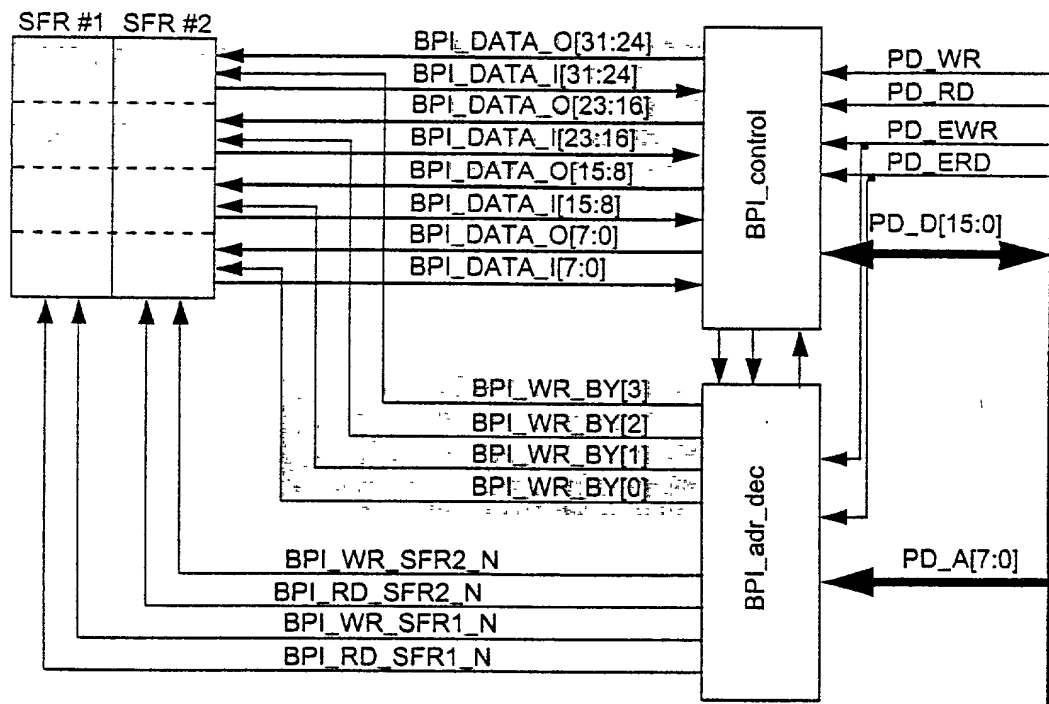 SFR #1 SFR #2
BPI_DATA_O[31:24]
BPI_DATA_I[31:24]
BPI_DATA_O[23:16]
BPI_DATA_I[23:16]
BPI_DATA_O[15:8]
BPI_DATA_I[15:8]
BPI_DATA_O[7:0]
BPI_DATA_I[7:0]
BPI_control
PD_WR
PD_RD
PD_EWR
PD_ERD
PD_D[15:0]
BPI_WR_BY[3]
BPI_WR_BY[2]
BPI_WR_BY[1]
BPI_WR_BY[0]
BPI_adr_dec
BPI_WR_SFR2_N
BPI_RD_SFR2_N
BPI_WR_SFR1_N
BPI_RD_SFR1_N
PD_A[7:0]